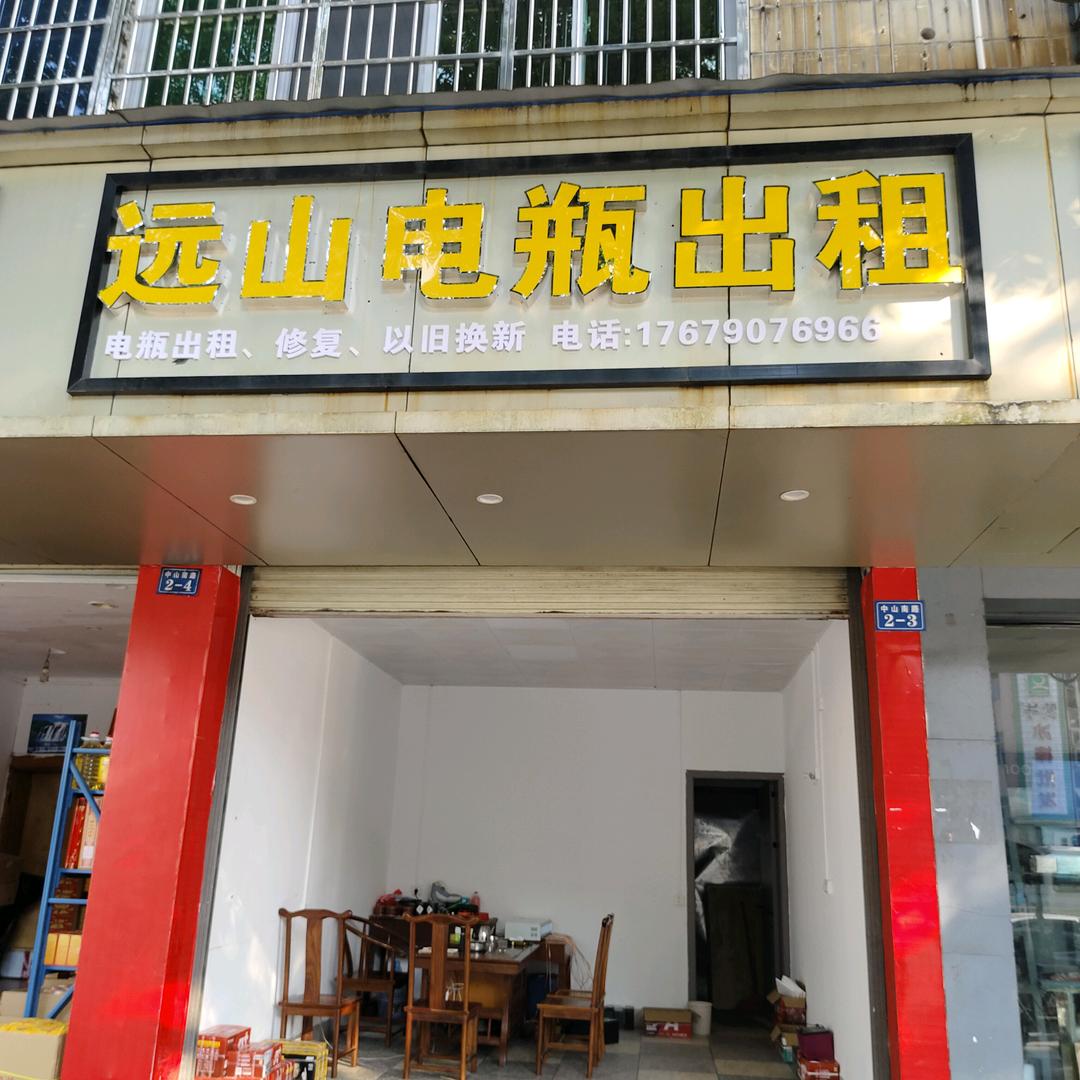 远山电瓶出租
电瓶出租、修复、以旧换新 电话:17679076966
中山南路
2-4
中山南路
2-3